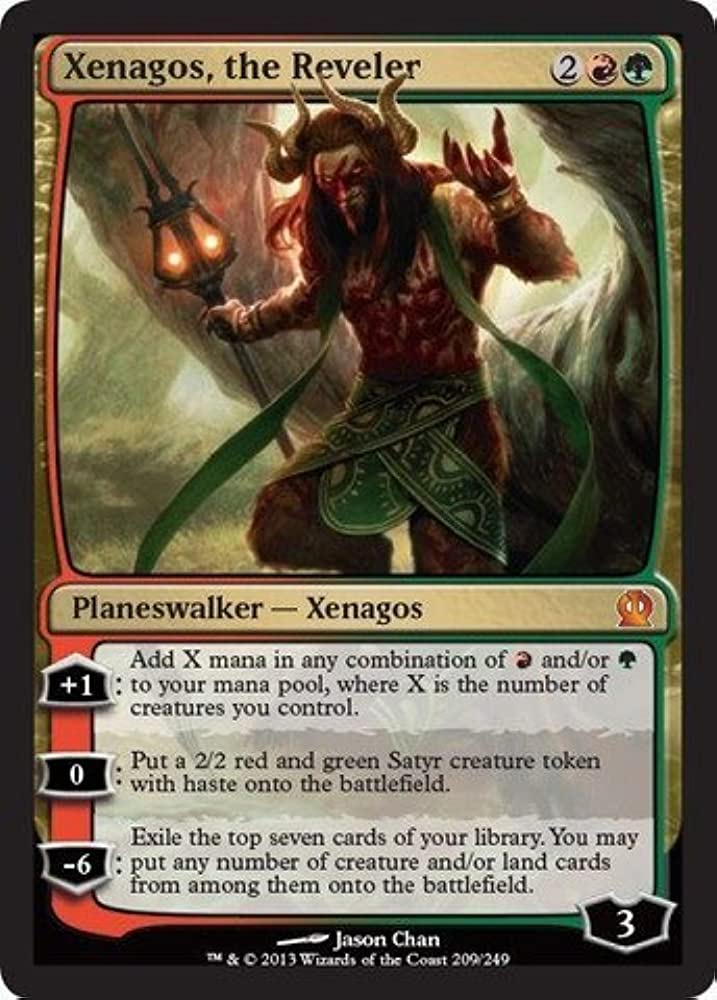 Xenagos, the Reveler 2
Planeswalker — Xenagos
+1 : Add X mana in any combination of and/or
to your mana pool, where X is the number of
creatures you control.
0 : Put a 2/2 red and green Satyr creature token
with haste onto the battlefield.
-6 : Exile the top seven cards of your library. You may
put any number of creature and/or land cards
from among them onto the battlefield.
3
Jason Chan
™ & © 2013 Wizards of the Coast 209/249